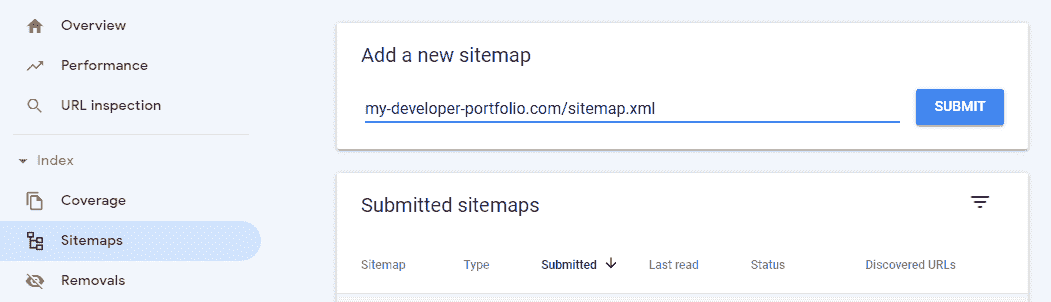 Overview
Performance
URL inspection
Index
Coverage
Sitemaps
Removals
Add a new sitemap
my-developer-portfolio.com/sitemap.xml
SUBMIT
Submitted sitemaps
Sitemap Type Submitted Last read Status Discovered URLs